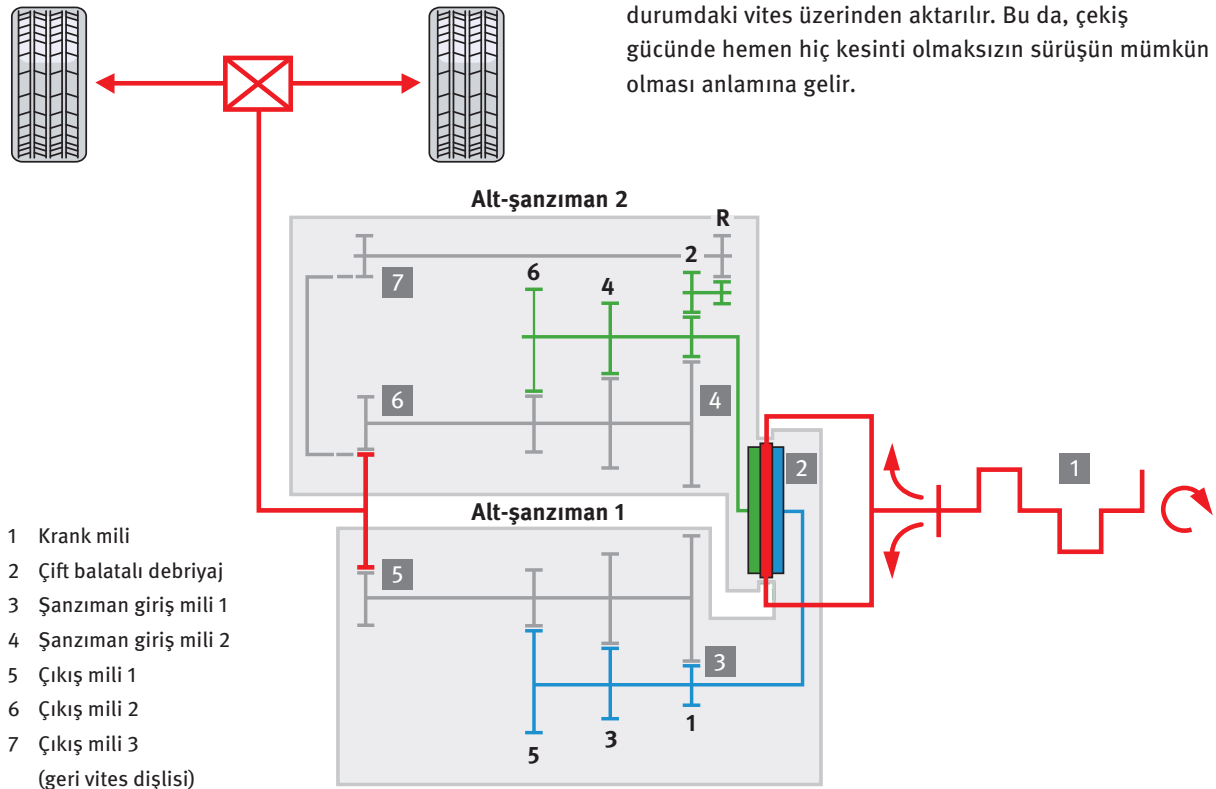 durumdaki vites üzerinden aktarılır. Bu da, çekiş
gücünde hemen hiç kesinti olmaksızın sürüşün mümkün
olması anlamına gelir.
Alt-şanzıman 2
R
2
6
4
7
6
4
2
1
Alt-şanzıman 1
5
3
1
3
5
1 Krank mili
2 Çift balatalı debriyaj
3 Şanzıman giriş mili 1
4 Şanzıman giriş mili 2
5 Çıkış mili 1
6 Çıkış mili 2
7 Çıkış mili 3
(geri vites dişlisi)